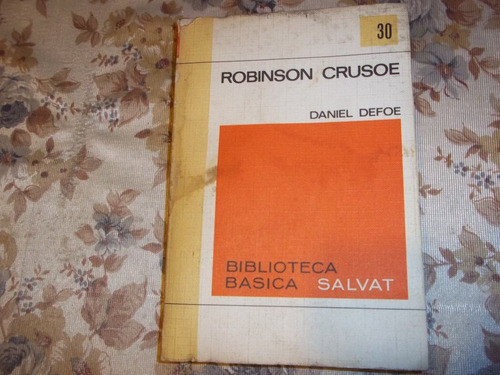 30
ROBINSON CRUSOE
DANIEL DEFOE
BIBLIOTECA
BASICA SALVAT